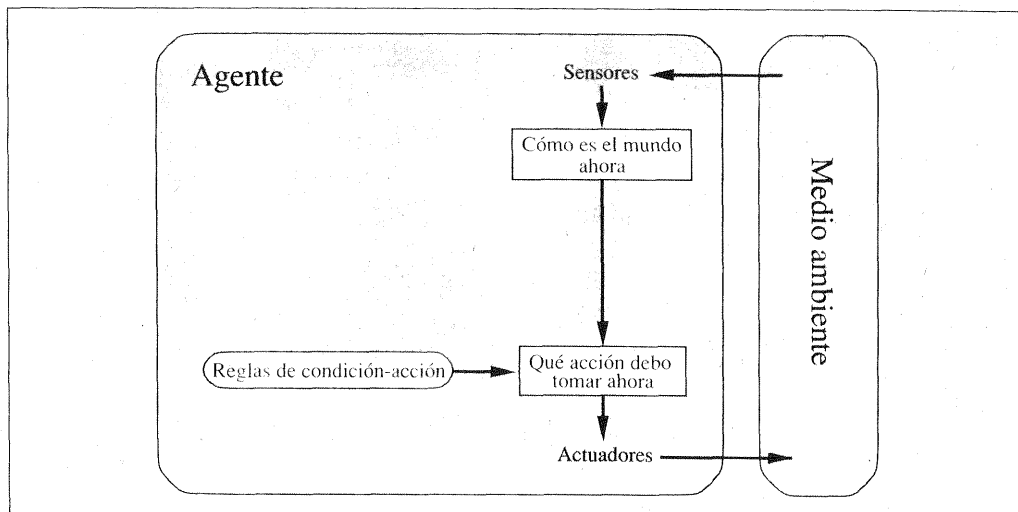 Agente
Sensores
Cómo es el mundo
ahora
Medio ambiente
Reglas de condición-acción
Qué acción debo
tomar ahora
Actuadores